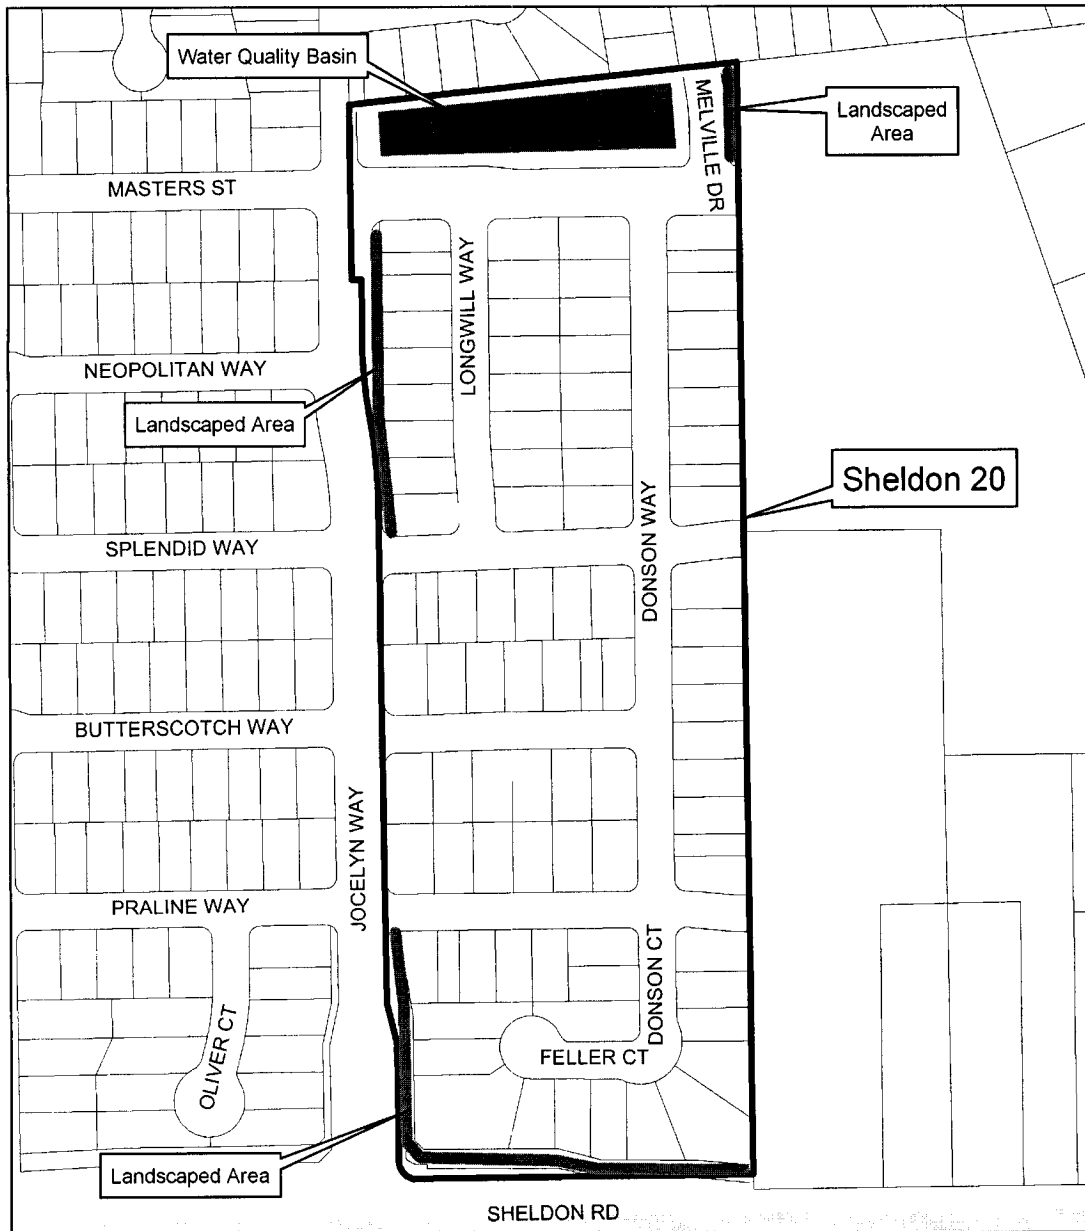 Water Quality Basin
MELVILLE DR
Landscaped
Area
MASTERS ST
LONGWILL WAY
NEOPOLITAN WAY
Landscaped Area
Sheldon 20
SPLENDID WAY
DONSON WAY
BUTTERSCOTCH WAY
JOCELYN WAY
PRALINE WAY
DONSON CT
OLIVER CT
FELLER CT
Landscaped Area
SHELDON RD